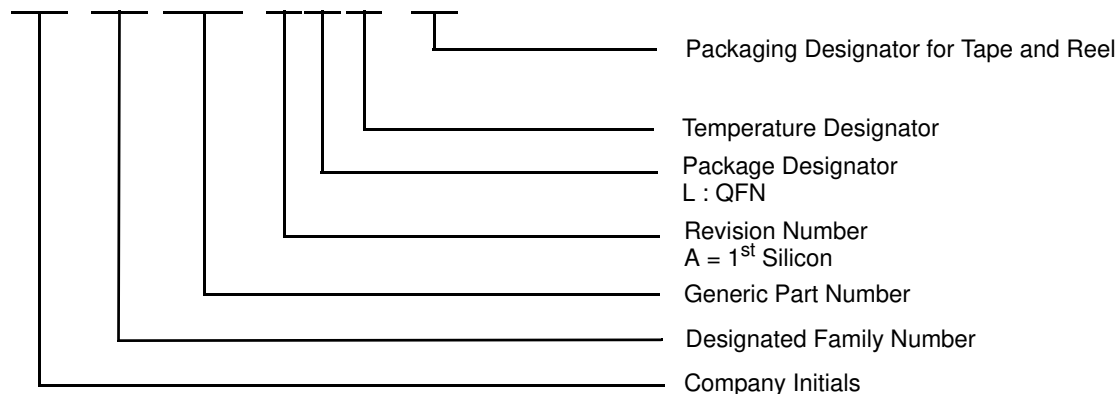 Packaging Designator for Tape and Reel
Temperature Designator
Package Designator
L : QFN
Revision Number
A = 1st Silicon
Generic Part Number
Designated Family Number
Company Initials